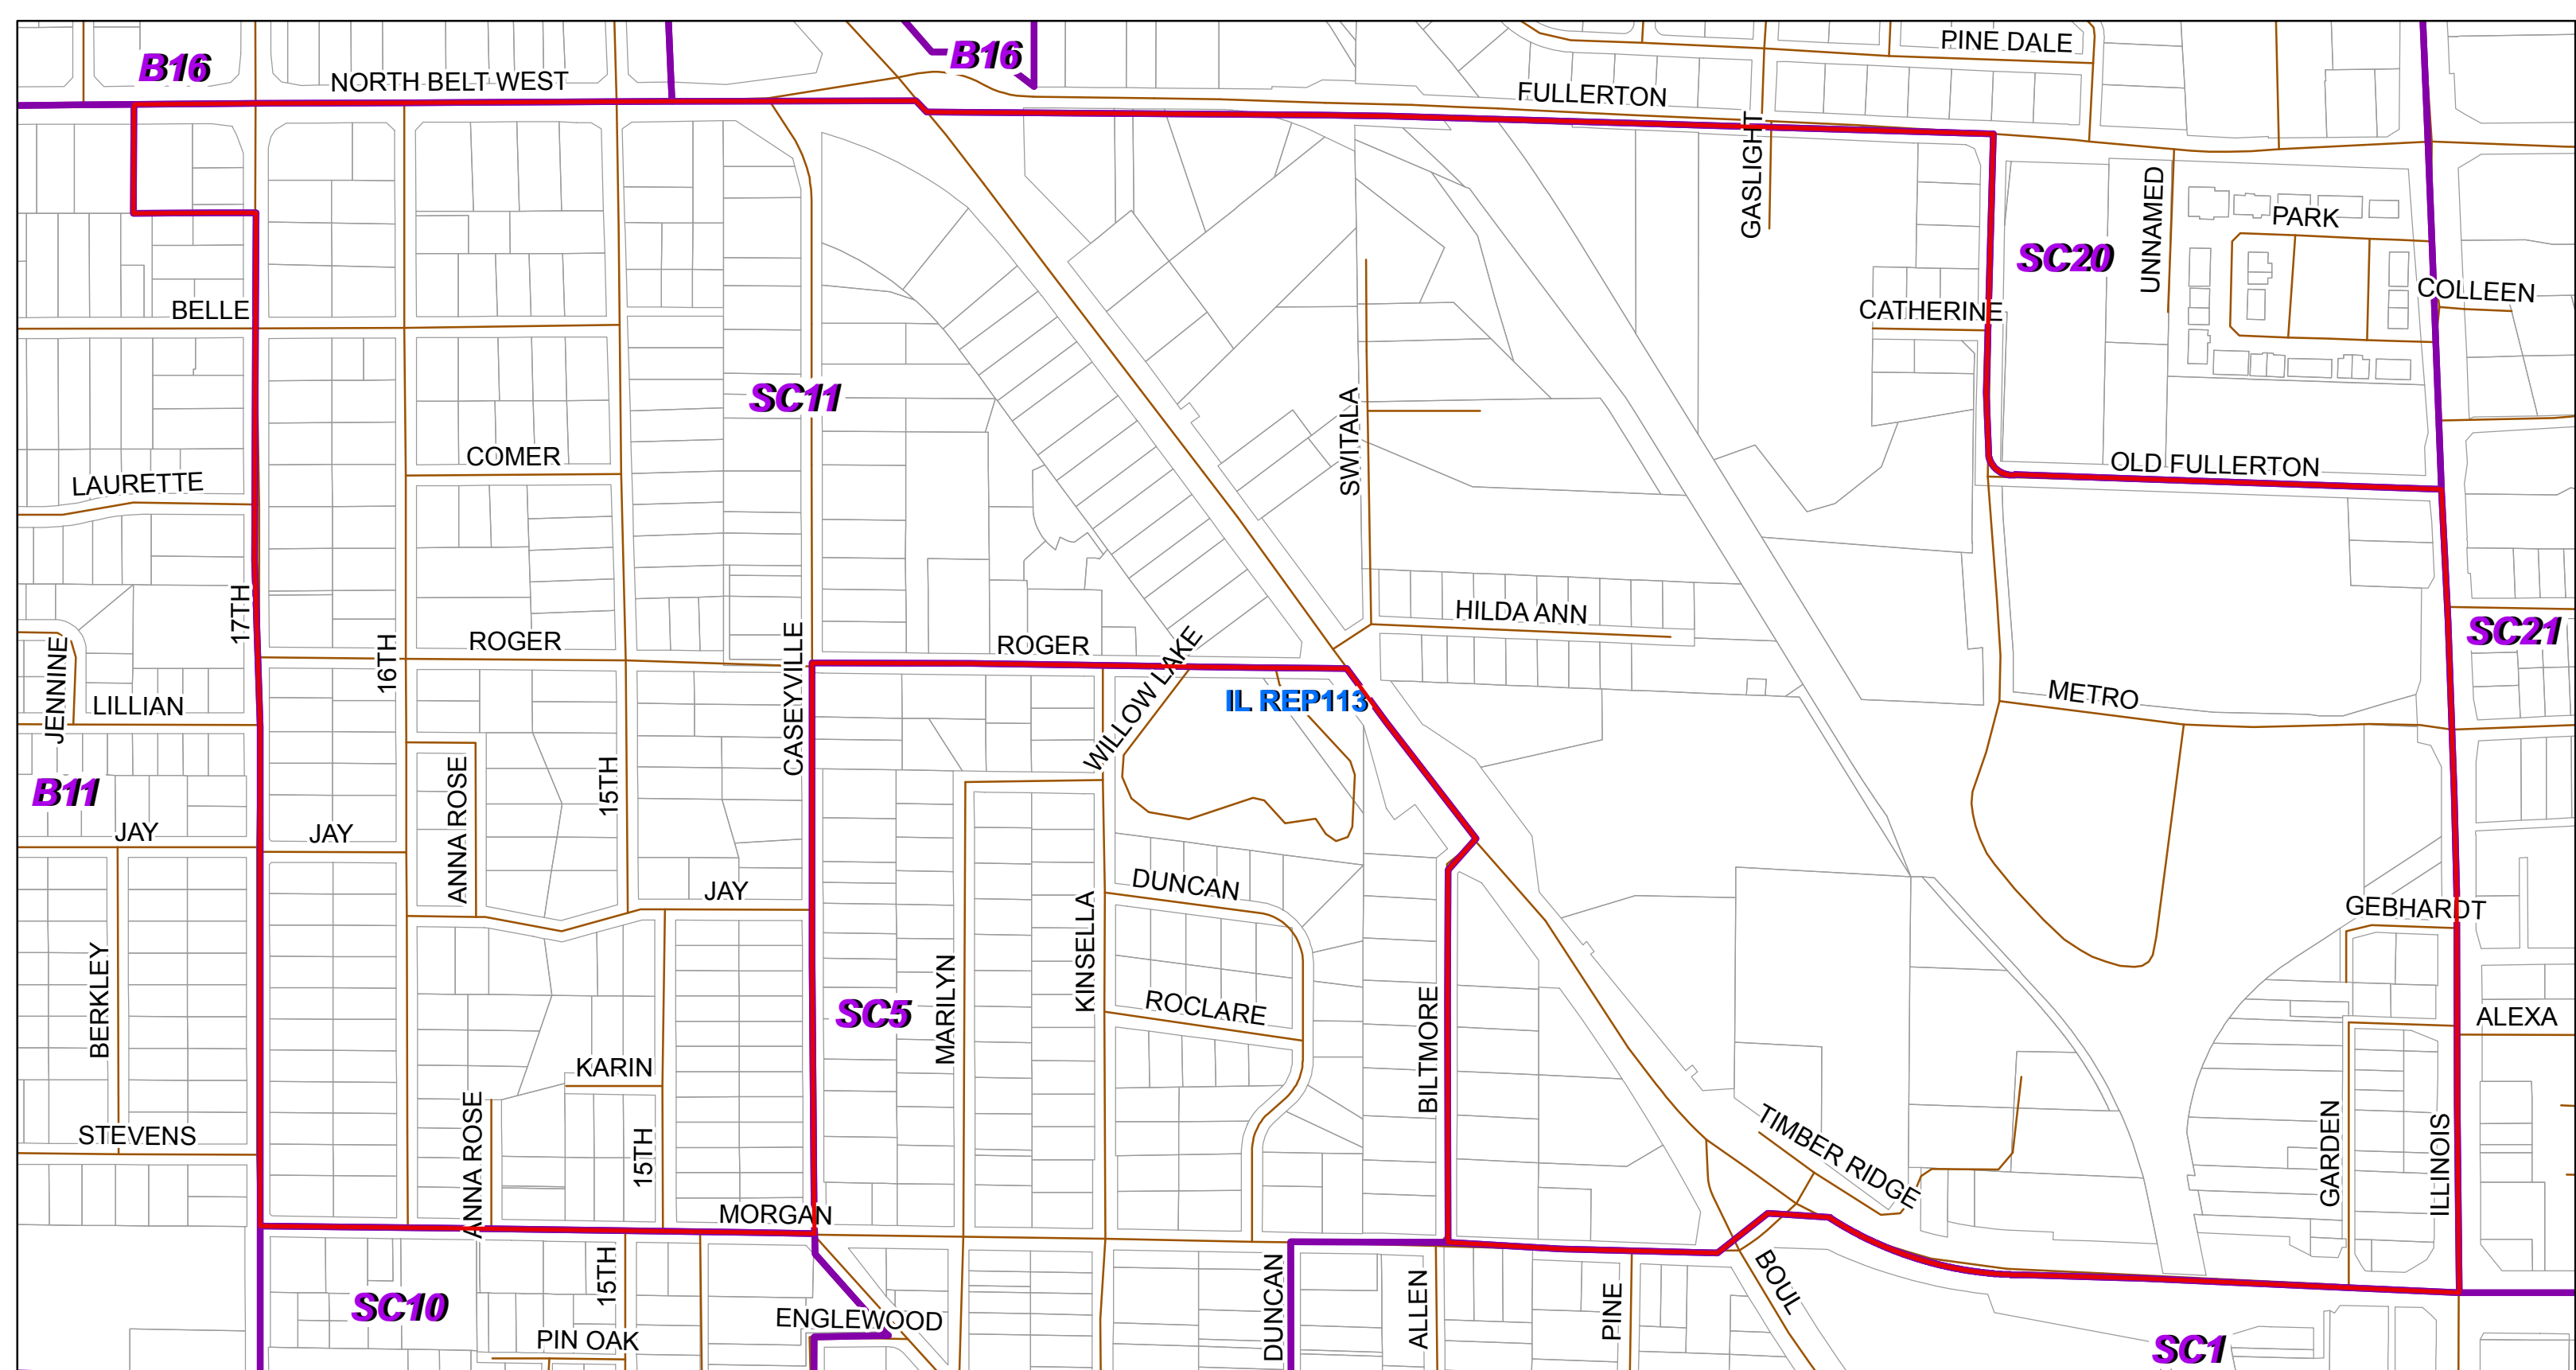 PINE DALE
B16
B16
NORTH BELT WEST
FULLERTON
GASLIGHT
UNNAMED
PARK
SC20
COLLEEN
BELLE
CATHERINE
SC11
SWITALA
COMER
OLD FULLERTON
LAURETTE
17TH
HILDA ANN
SC21
ROGER
ROGER
16TH
CASEYVILLE
WILLOW LAKE
JENNINE
LILLIAN
IL REP113
METRO
B11
ANNA ROSE
15TH
JAY
JAY
JAY
DUNCAN
GEBHARDT
KINSELLA
BERKLEY
MARILYN
SC5
ROCLARE
ALEXA
BILTMORE
KARIN
STEVENS
ANNA ROSE
15TH
TIMBER RIDGE
GARDEN
ILLINOIS
MORGAN
15TH
SC10
ENGLEWOOD
PIN OAK
DUNCAN
ALLEN
PINE
BOUL
SC1